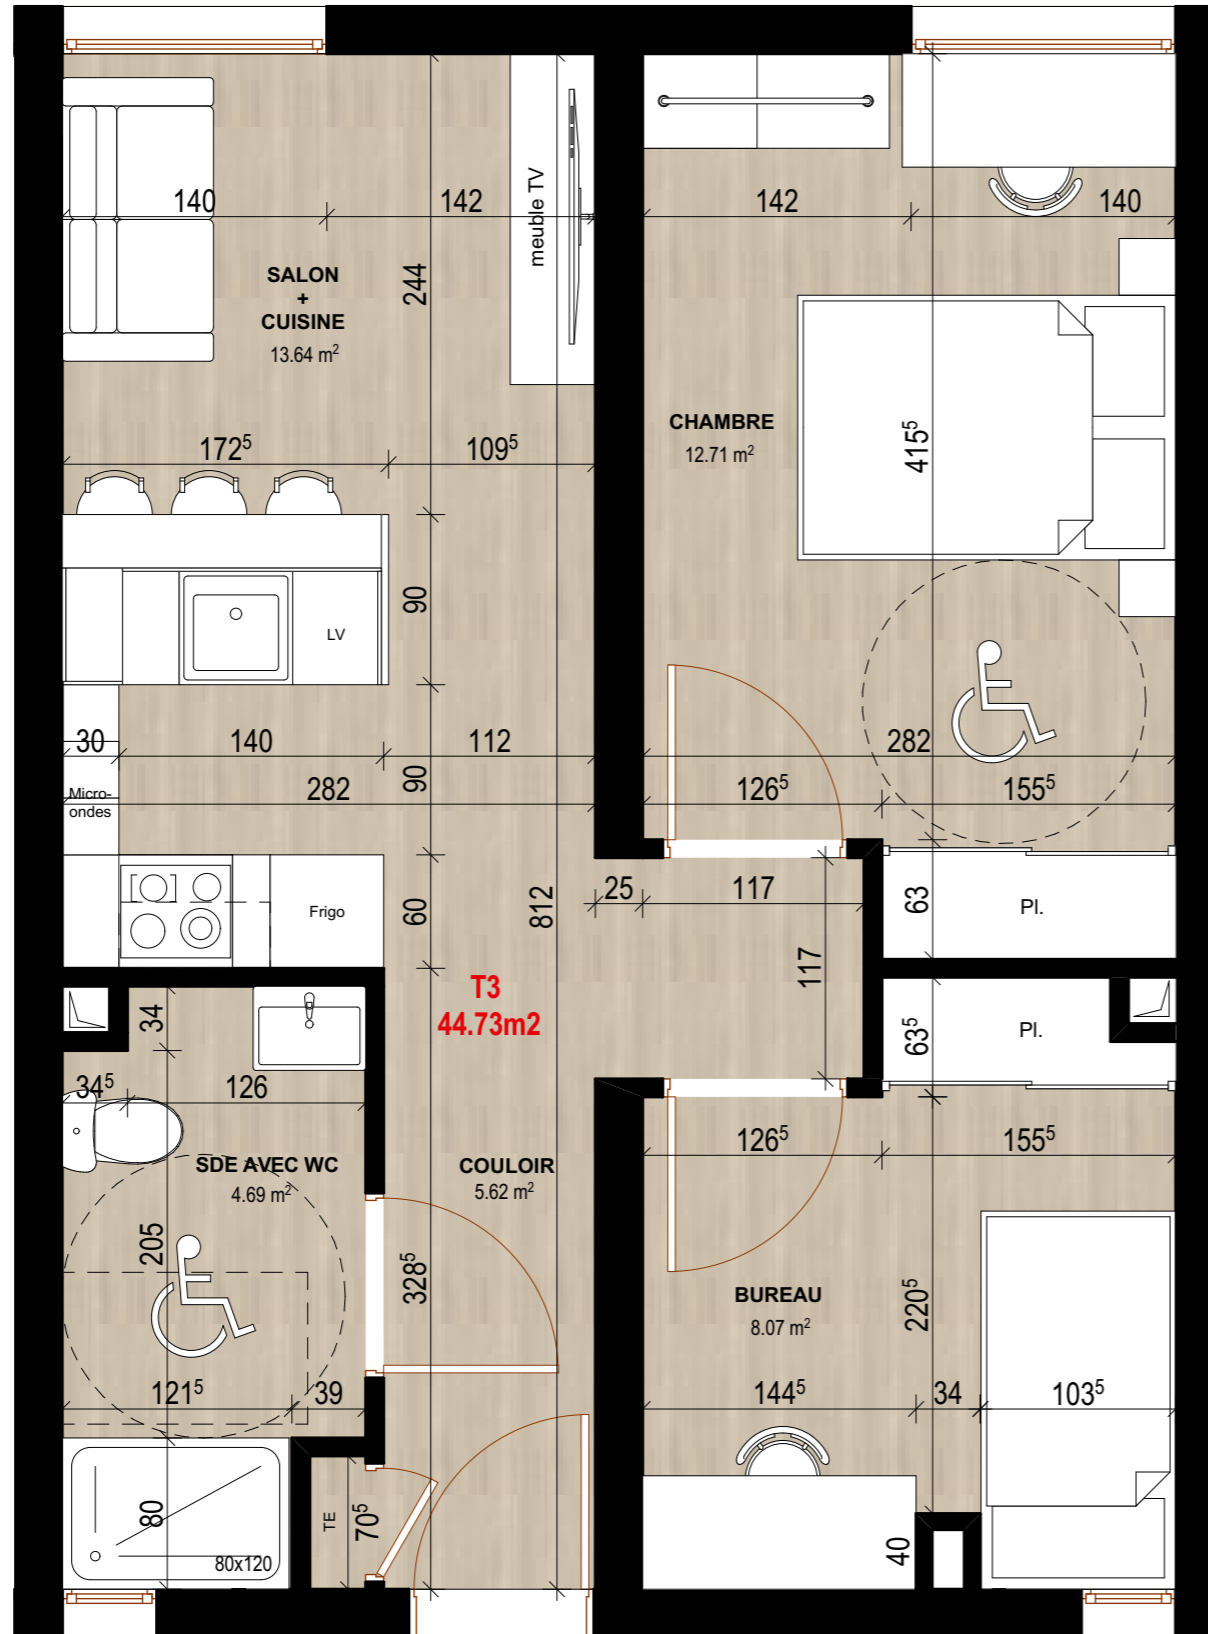 140
142
meuble TV
142
140
244
SALON
+
CUISINE
13.64 m²
CHAMBRE
12.71 m²
415⁵
172⁵
109⁵
90
LV
30
140
112
282
Micro-
ondes
282
90
126⁵
155⁵
812
25
117
63
Pl.
Frigo
60
117
T3
44.73m2
34
63⁵
Pl.
34⁵
126
126⁵
155⁵
SDE AVEC WC
4.69 m²
COULOIR
5.62 m²
205
328⁵
BUREAU
8.07 m²
220⁵
121⁵
39
144⁵
34
103⁵
80
80x120
TE
70⁵
40